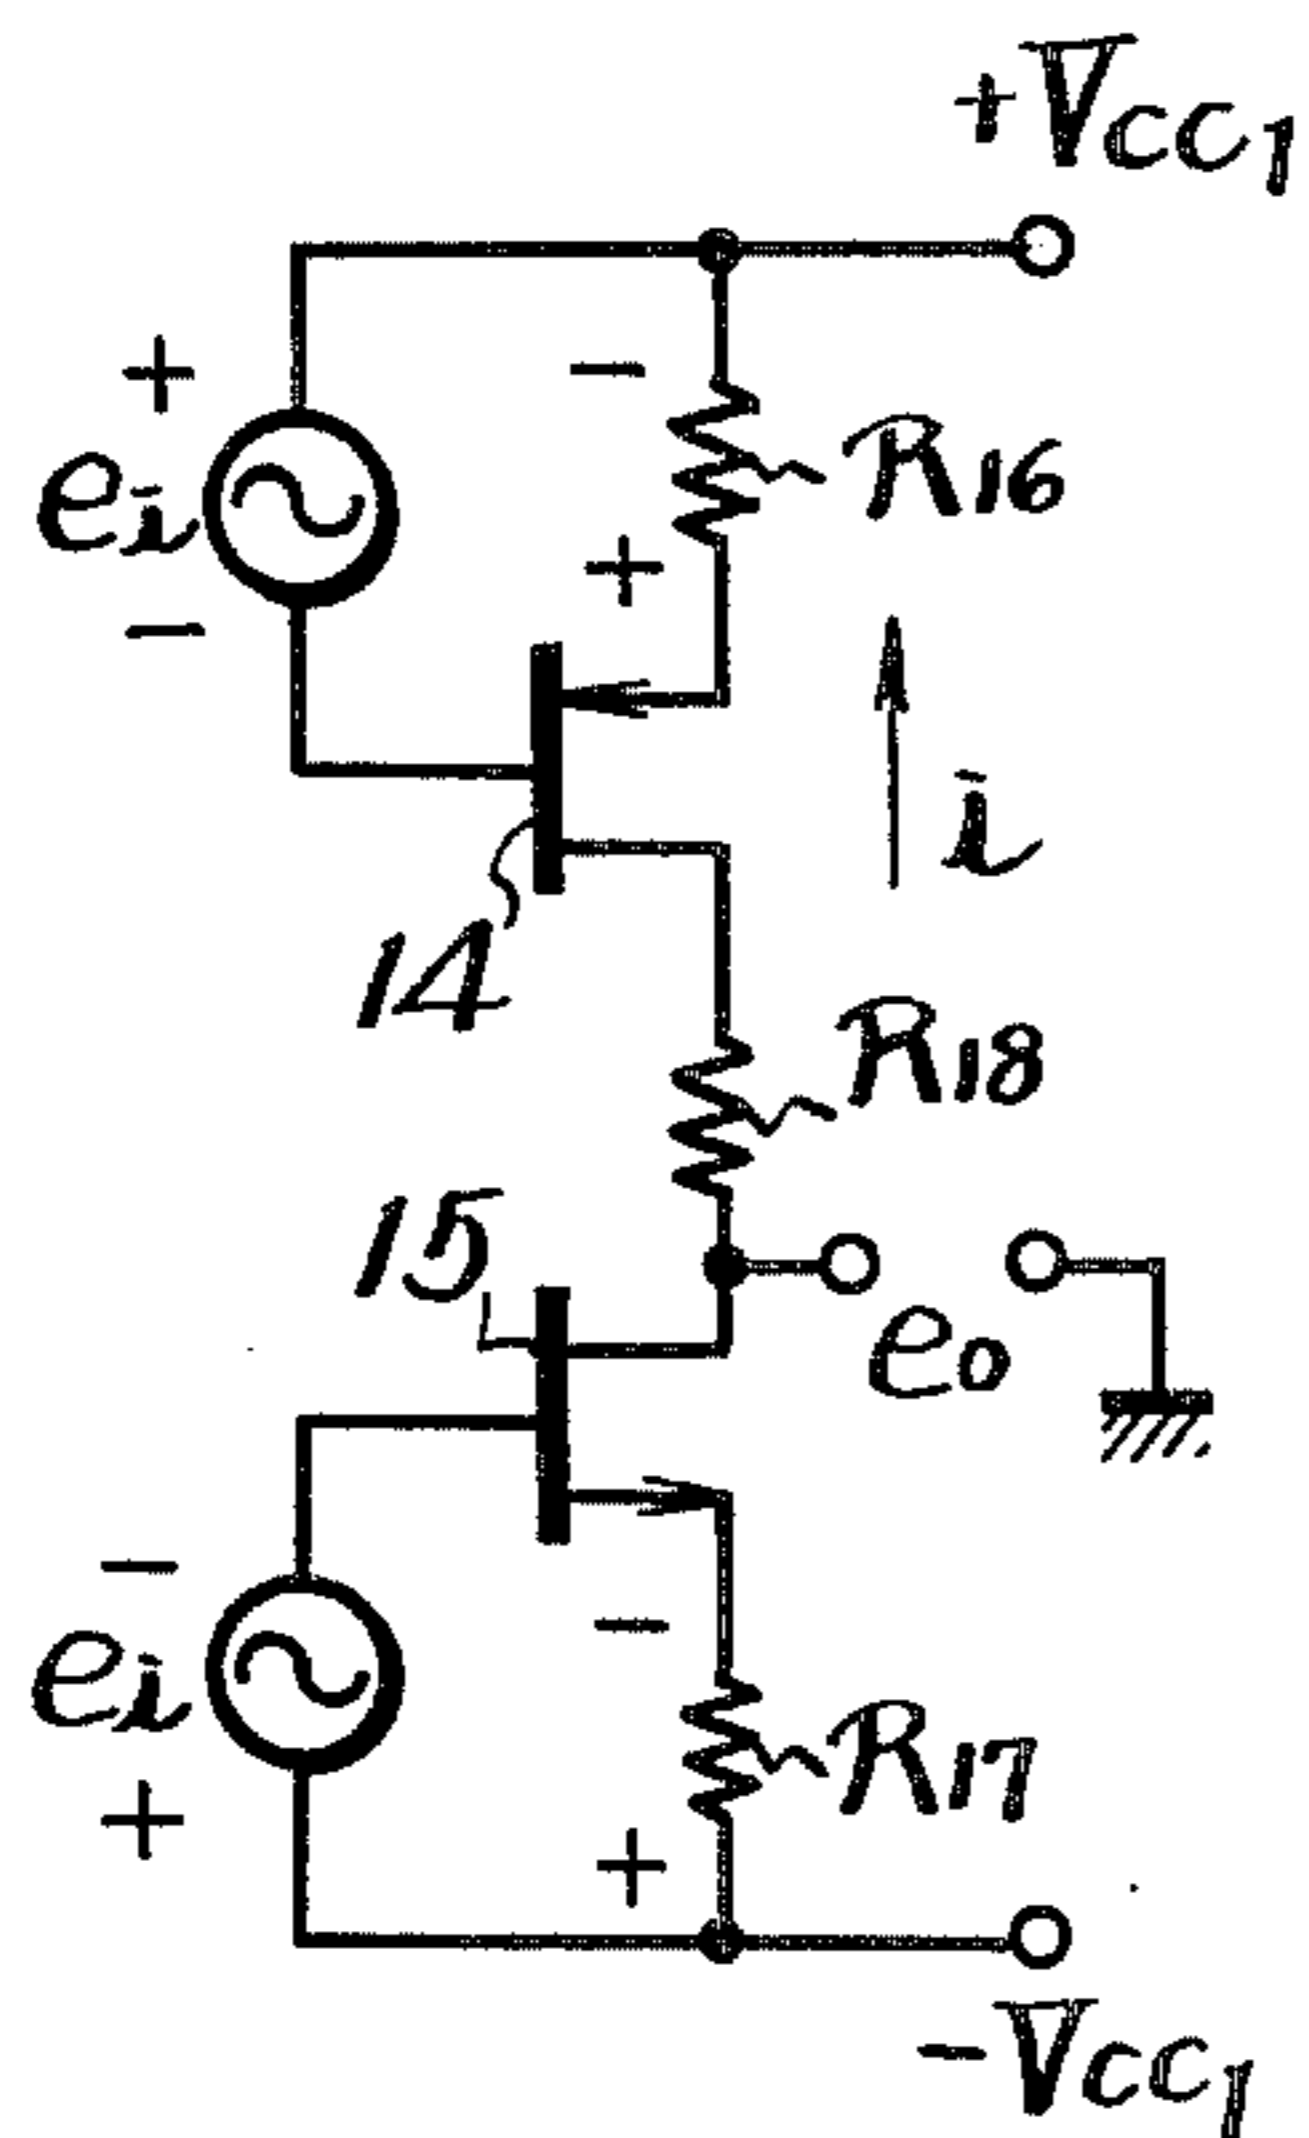 +Vcc1
+
ei
-
-
R16
+
i
14
R18
15
eo
-
ei
+
-
R17
+
-Vcc1